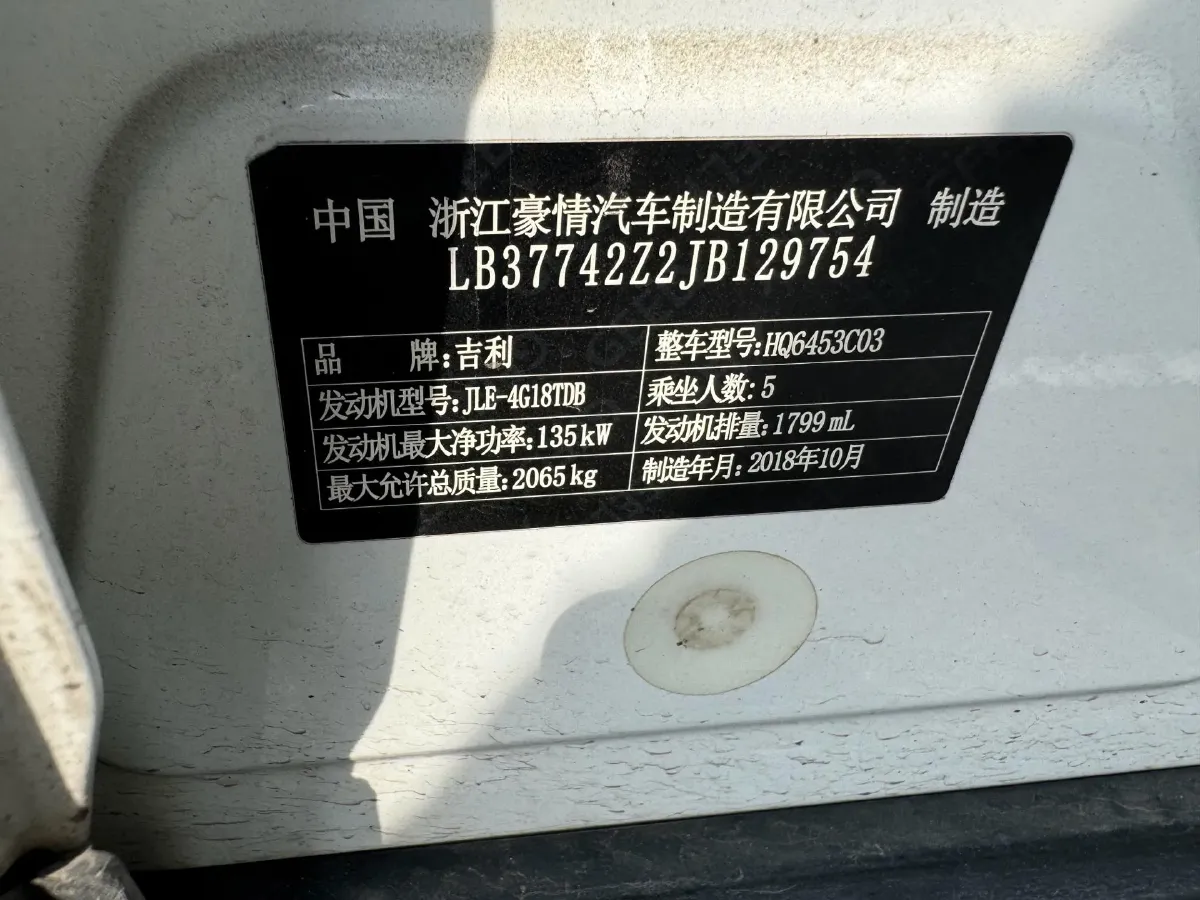 中国 浙江豪情汽车制造有限公司 制造
LB37742Z2JB129754
品 牌:吉利 整车型号:HQ6453C03
发动机型号:JLE-4G18TDB 乘坐人数:5
发动机最大净功率:135kW 发动机排量:1799mL
最大允许总质量:2065kg 制造年月:2018年10月